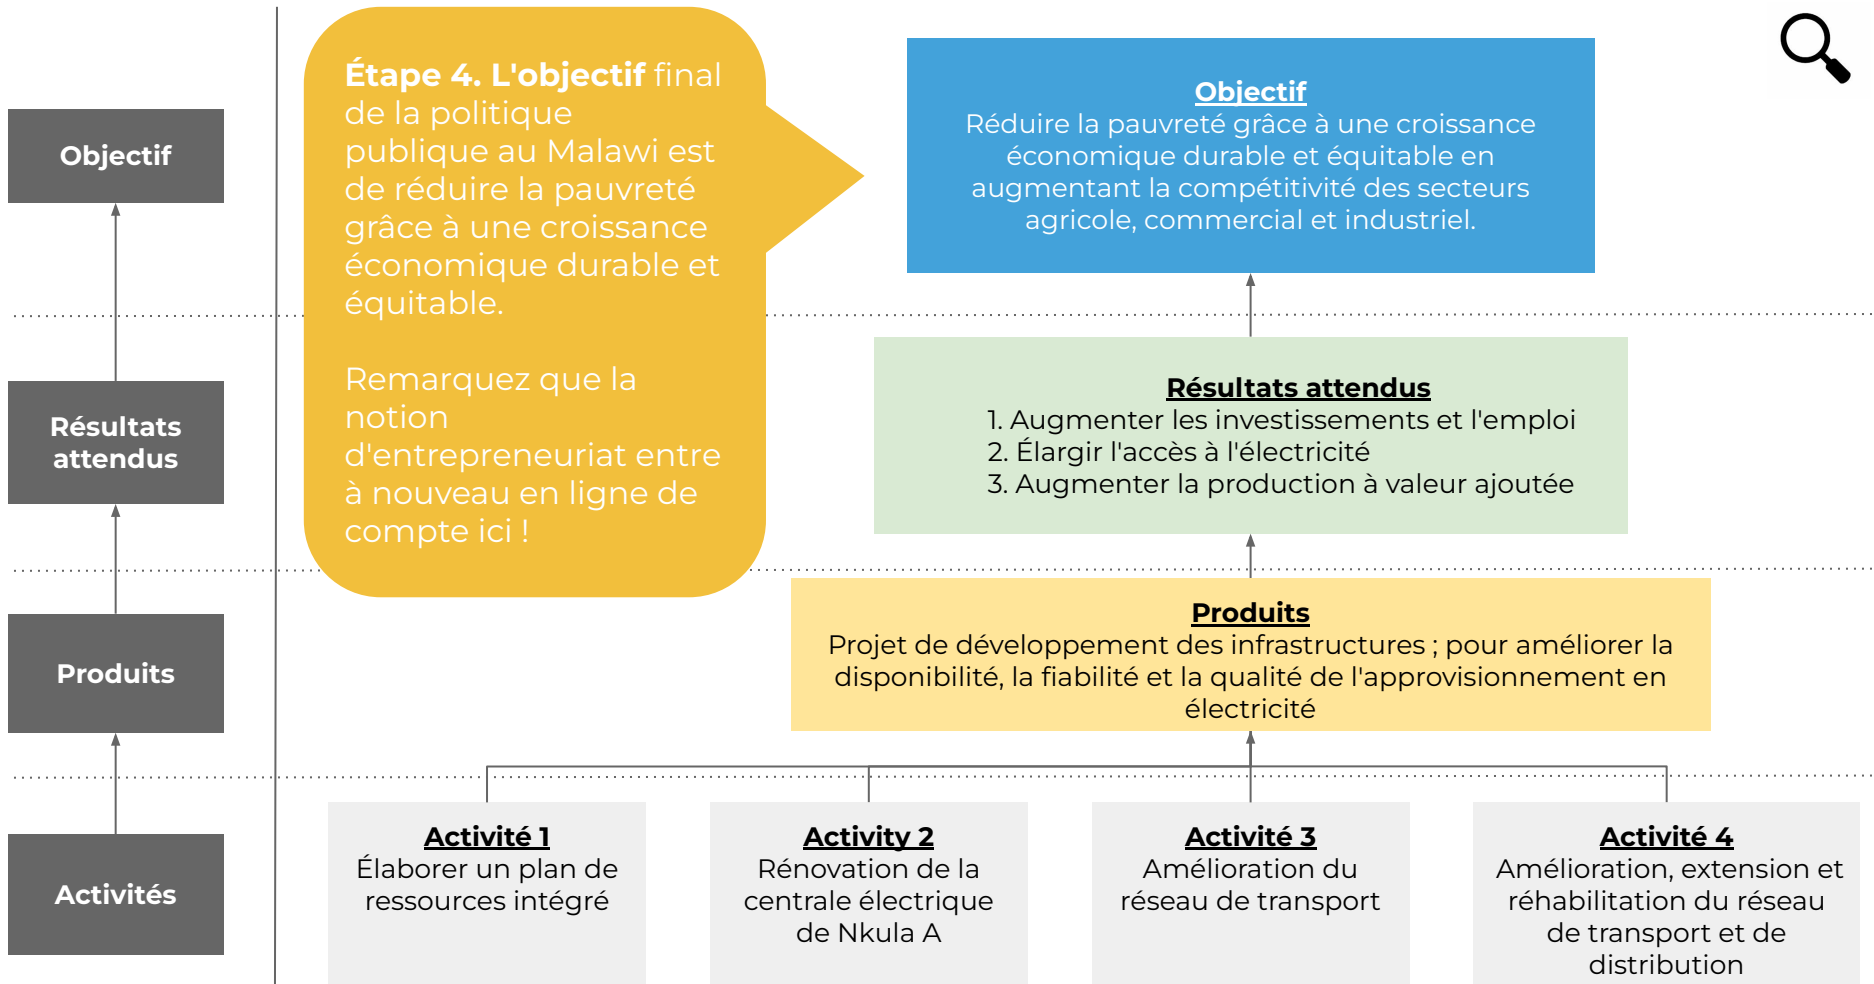 Étape 4. L'objectif final
de la politique
publique au Malawi est
de réduire la pauvreté
grâce à une croissance
économique durable et
équitable.
Remarquez que la
notion
d'entrepreneuriat entre
à nouveau en ligne de
compte ici !
Objectif
Objectif
Réduire la pauvreté grâce à une croissance
économique durable et équitable en
augmentant la compétitivité des secteurs
agricole, commercial et industriel.
Résultats
attendus
Résultats attendus
1. Augmenter les investissements et l'emploi
2. Élargir l'accès à l'électricité
3. Augmenter la production à valeur ajoutée
Produits
Produits
Projet de développement des infrastructures ; pour améliorer la
disponibilité, la fiabilité et la qualité de l'approvisionnement en
électricité
Activités
Activité 1
Élaborer un plan de
ressources intégré
Activity 2
Rénovation de la
centrale électrique
de Nkula A
Activité 3
Amélioration du
réseau de transport
Activité 4
Amélioration, extension et
réhabilitation du réseau
de transport et de
distribution